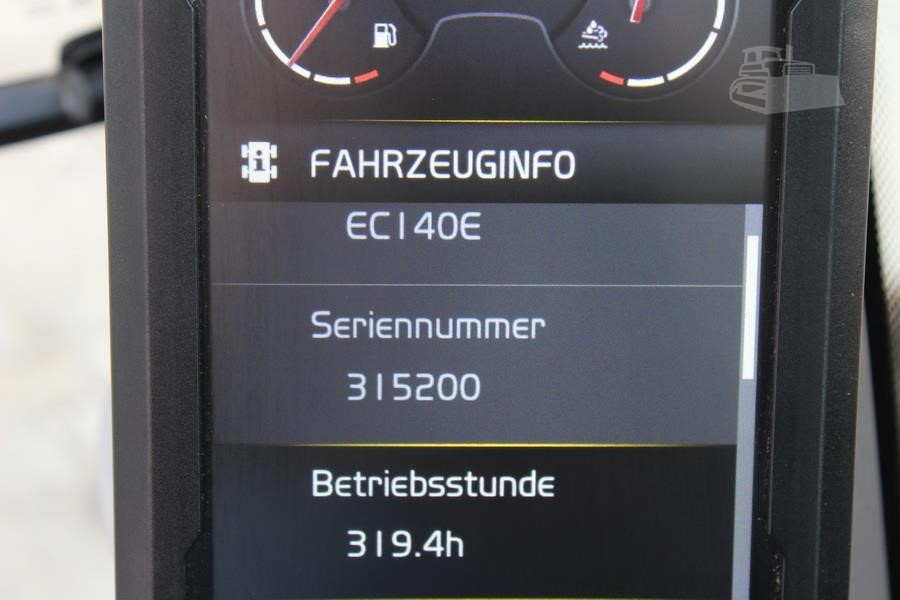 FAHRZEUGINFO
EC140E
Seriennummer
315200
Betriebsstunde
319.4h